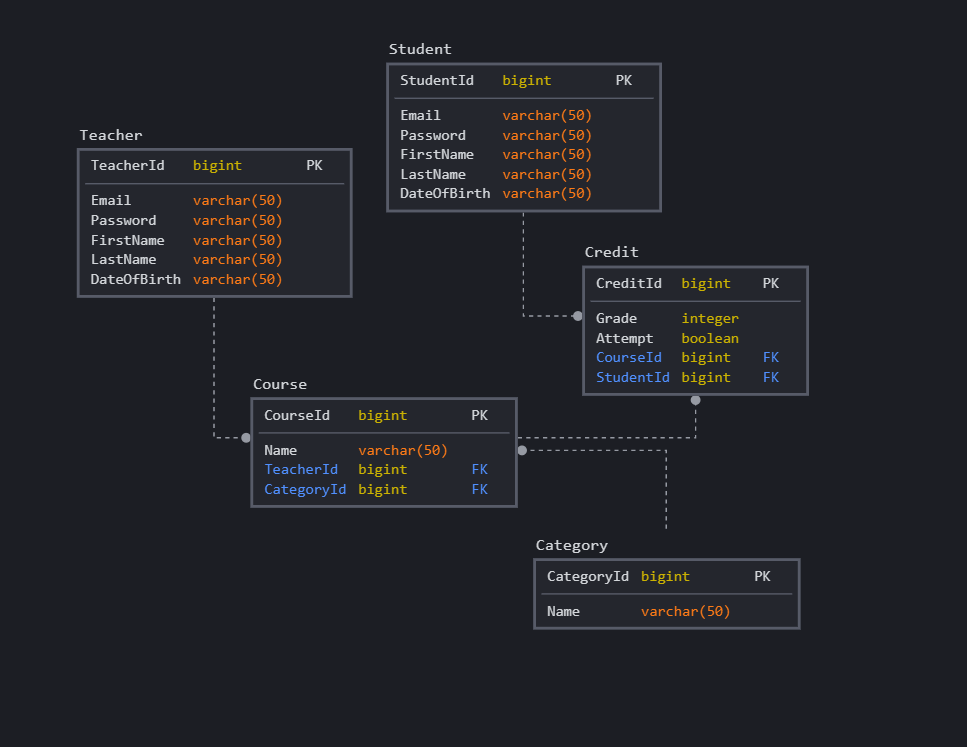 Student
StudentId bigint PK
Email varchar(50)
Password varchar(50)
FirstName varchar(50)
LastName varchar(50)
DateOfBirth varchar(50)
Teacher
TeacherId bigint PK
Email varchar(50)
Password varchar(50)
FirstName varchar(50)
LastName varchar(50)
DateOfBirth varchar(50)
Credit
CreditId bigint PK
Grade integer
Attempt boolean
CourseId bigint FK
StudentId bigint FK
Course
CourseId bigint PK
Name varchar(50)
TeacherId bigint FK
CategoryId bigint FK
Category
CategoryId bigint PK
Name varchar(50)